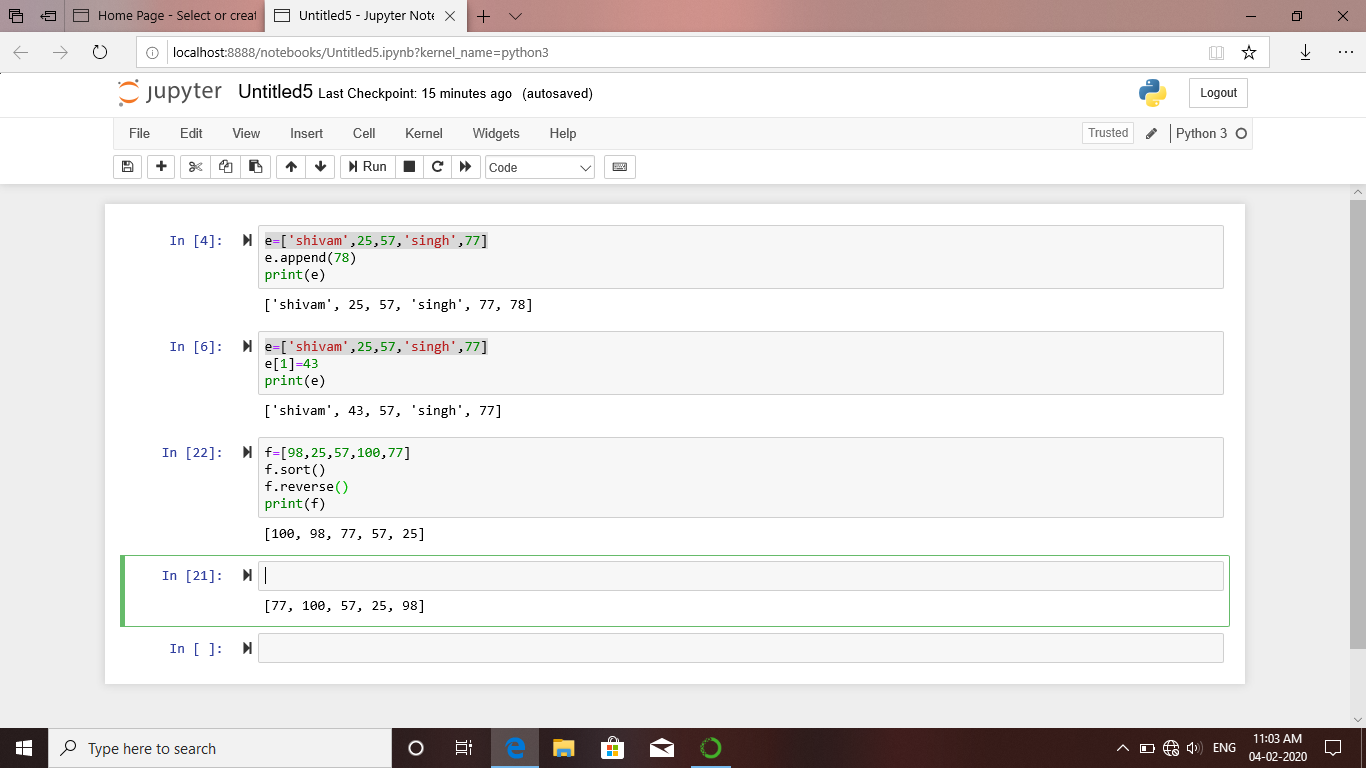 Home Page - Select or creat
Untitled5 - Jupyter Note
localhost:8888/notebooks/Untitled5.ipynb?kernel_name=python3
jupyter Untitled5 Last Checkpoint: 15 minutes ago (autosaved)
Logout
File Edit View Insert Cell Kernel Widgets Help
Trusted Python 3
Run Code
In [4]: e=['shivam',25,57,'singh',77]
e.append(78)
print(e)
['shivam', 25, 57, 'singh', 77, 78]
In [6]: e=['shivam',25,57,'singh',77]
e[1]=43
print(e)
['shivam', 43, 57, 'singh', 77]
In [22]: f=[98,25,57,100,77]
f.sort()
f.reverse()
print(f)
[100, 98, 77, 57, 25]
In [21]:
[77, 100, 57, 25, 98]
In [ ]:
Type here to search
ENG
11:03 AM
04-02-2020